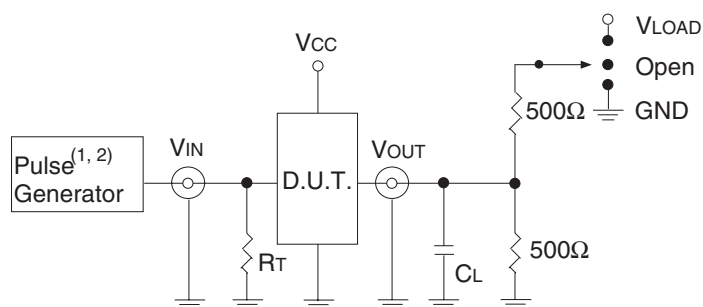 VLOAD
VCC
Open
500Ω
GND
Pulse(1, 2)
Generator
VIN
D.U.T.
VOUT
RT
CL
500Ω